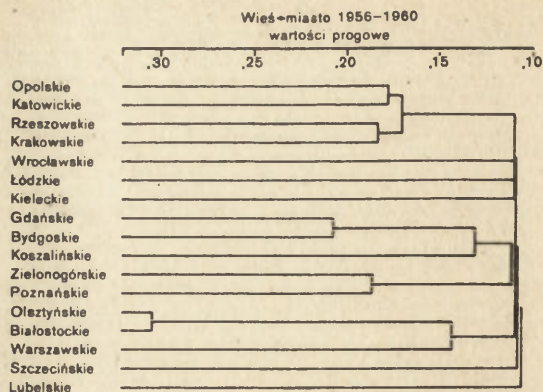 Wieś→miasto 1956–1960
wartości progowe
.30 .25 .20 .15 .10
Opolskie
Katowickie
Rzeszowskie
Krakowskie
Wrocławskie
Łódzkie
Kieleckie
Gdańskie
Bydgoskie
Koszalińskie
Zielonogórskie
Poznańskie
Olsztyńskie
Białostockie
Warszawskie
Szczecińskie
Lubelskie